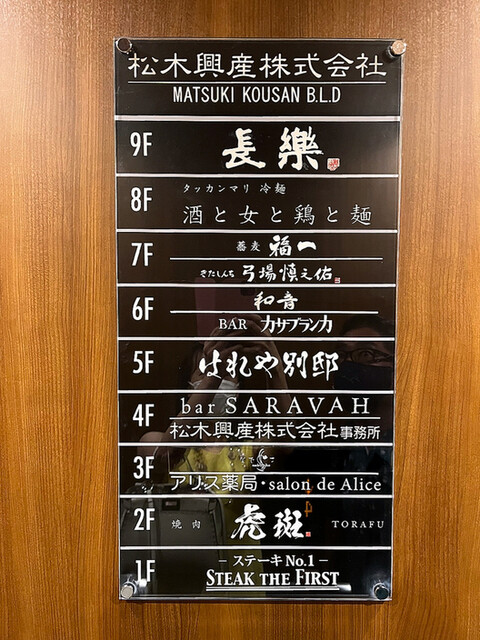 松木興産株式会社
MATSUKI KOUSAN B.L.D
9F 長樂
タッカンマリ 冷麺
8F 酒と女と鶏と麺
7F 蕎麦 福一
きたしんち 弓場慎之佑
6F 和音
BAR カサブランカ
5F はれや別邸
4F bar SARAVAH
松木興産株式会社事務所
3F
アリス薬局・salon de Alice
2F 焼肉 虎斑 TORAFU
1F – ステーキ No.1 –
STEAK THE FIRST